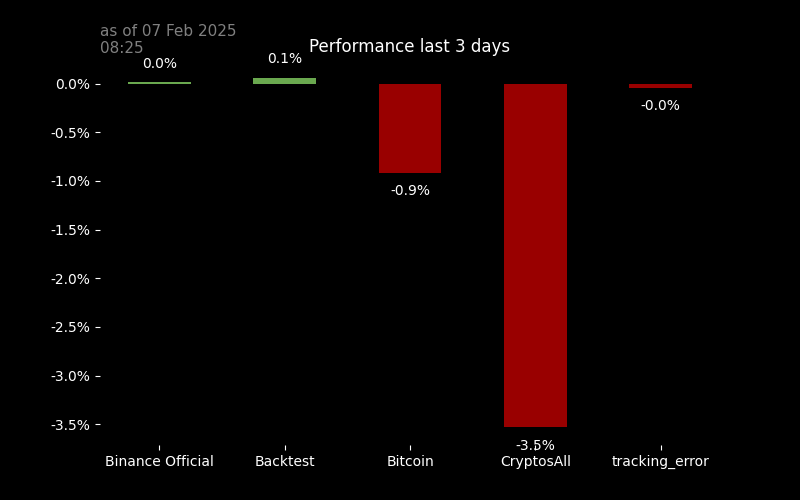 as of 07 Feb 2025
08:25
Performance last 3 days
0.0%
0.1%
-0.9%
-3.5%
-0.0%
0.0%
-0.5%
-1.0%
-1.5%
-2.0%
-2.5%
-3.0%
-3.5%
Binance Official
Backtest
Bitcoin
CryptosAll
tracking_error